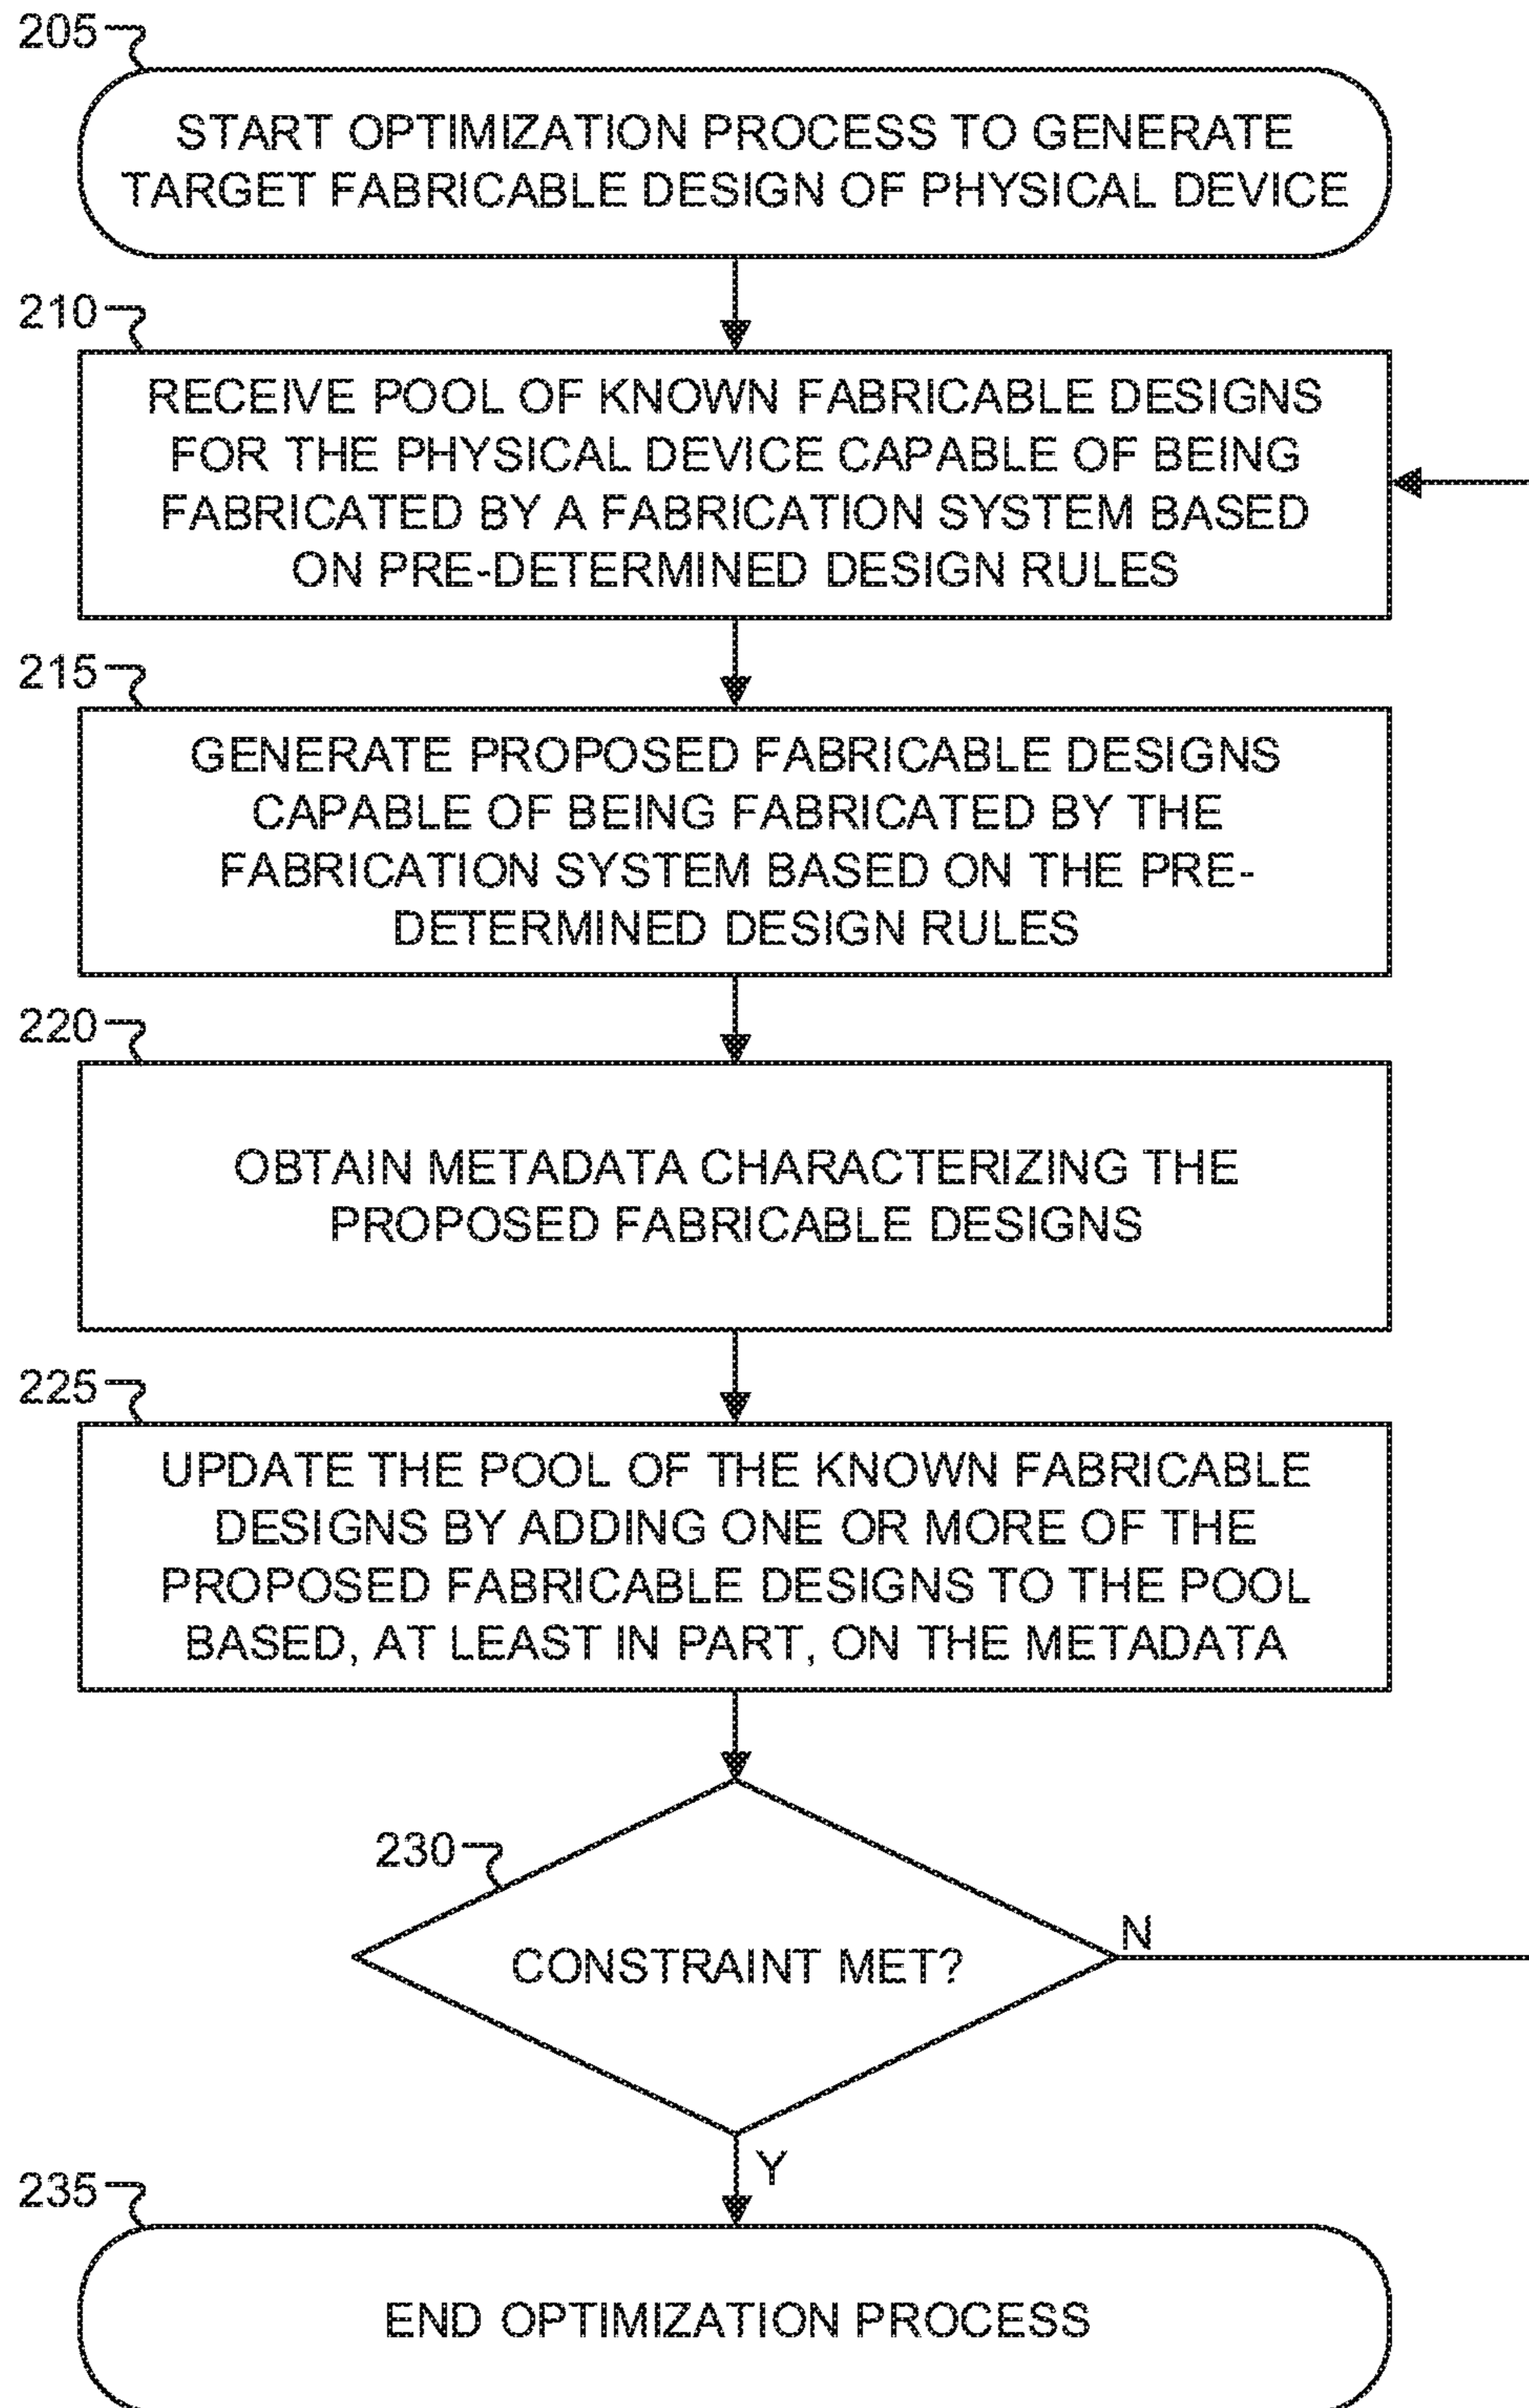 205
START OPTIMIZATION PROCESS TO GENERATE
TARGET FABRICABLE DESIGN OF PHYSICAL DEVICE
210
RECEIVE POOL OF KNOWN FABRICABLE DESIGNS
FOR THE PHYSICAL DEVICE CAPABLE OF BEING
FABRICATED BY A FABRICATION SYSTEM BASED
ON PRE-DETERMINED DESIGN RULES
215
GENERATE PROPOSED FABRICABLE DESIGNS
CAPABLE OF BEING FABRICATED BY THE
FABRICATION SYSTEM BASED ON THE PRE-
DETERMINED DESIGN RULES
220
OBTAIN METADATA CHARACTERIZING THE
PROPOSED FABRICABLE DESIGNS
225
UPDATE THE POOL OF THE KNOWN FABRICABLE
DESIGNS BY ADDING ONE OR MORE OF THE
PROPOSED FABRICABLE DESIGNS TO THE POOL
BASED, AT LEAST IN PART, ON THE METADATA
230
CONSTRAINT MET?
N
Y
235
END OPTIMIZATION PROCESS